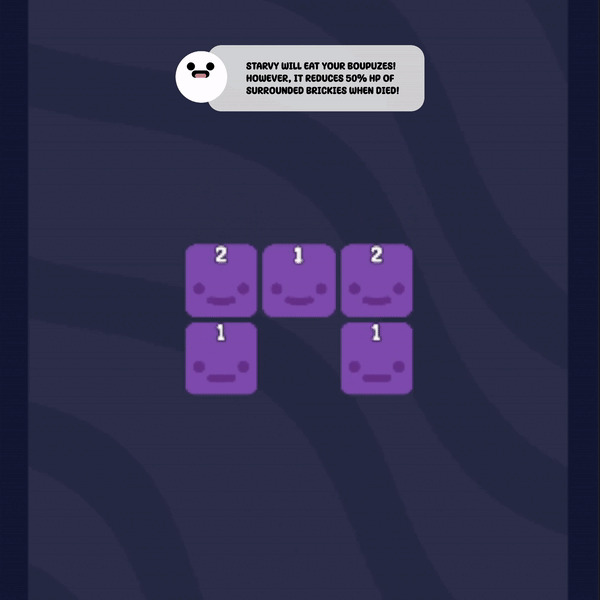 STARVY WILL EAT YOUR BOUPUZES!
HOWEVER, IT REDUCES 50% HP OF
SURROUNDED BRICKIES WHEN DIED!
2 1 2
1 1